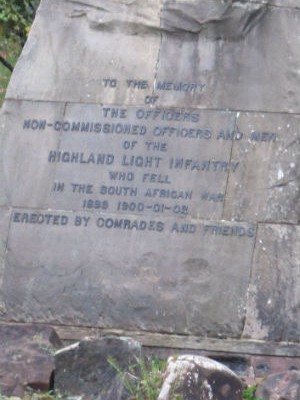 TO THE MEMORY
OF
THE OFFICERS
NON-COMMISSIONED OFFICERS AND MEN
OF THE
HIGHLAND LIGHT INFANTRY
WHO FELL
IN THE SOUTH AFRICAN WAR
1899 1900-01-02
ERECTED BY COMRADES AND FRIENDS